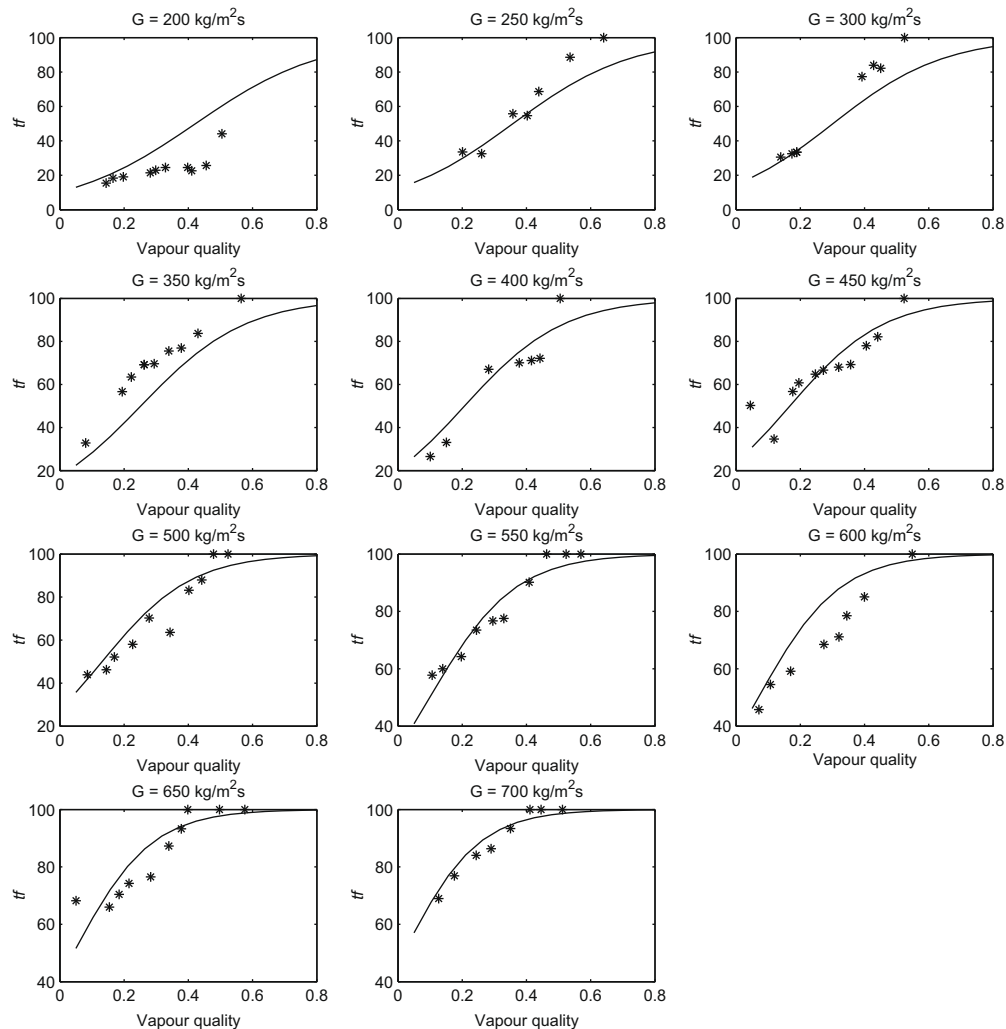 G = 200 kg/m²s
G = 250 kg/m²s
G = 300 kg/m²s
100
80
60
40
20
0
tf
0 0.2 0.4 0.6 0.8
Vapour quality
100
80
60
40
20
0
tf
0 0.2 0.4 0.6 0.8
Vapour quality
100
80
60
40
20
0
tf
0 0.2 0.4 0.6 0.8
Vapour quality
G = 350 kg/m²s
G = 400 kg/m²s
G = 450 kg/m²s
100
80
60
40
20
tf
0 0.2 0.4 0.6 0.8
Vapour quality
100
80
60
40
20
tf
0 0.2 0.4 0.6 0.8
Vapour quality
100
80
60
40
20
tf
0 0.2 0.4 0.6 0.8
Vapour quality
G = 500 kg/m²s
G = 550 kg/m²s
G = 600 kg/m²s
100
80
60
40
20
tf
0 0.2 0.4 0.6 0.8
Vapour quality
100
80
60
40
tf
0 0.2 0.4 0.6 0.8
Vapour quality
100
80
60
40
tf
0 0.2 0.4 0.6 0.8
Vapour quality
G = 650 kg/m²s
G = 700 kg/m²s
100
80
60
40
tf
0 0.2 0.4 0.6 0.8
Vapour quality
100
80
60
40
tf
0 0.2 0.4 0.6 0.8
Vapour quality